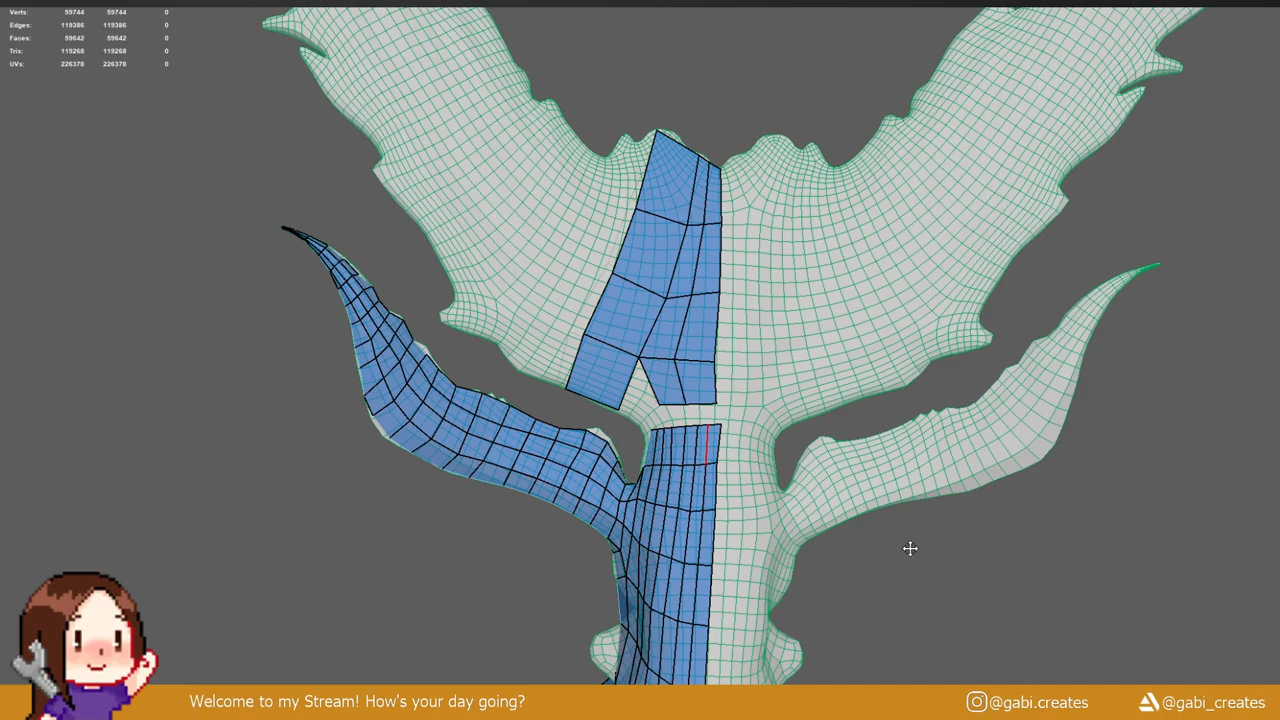 Verts: 59744 59744 0
Edges: 119386 119386 0
Faces: 59642 59642 0
Tris: 119268 119268 0
UVs: 226378 226378 0
Welcome to my Stream! How's your day going? @gabi.creates @gabi_creates